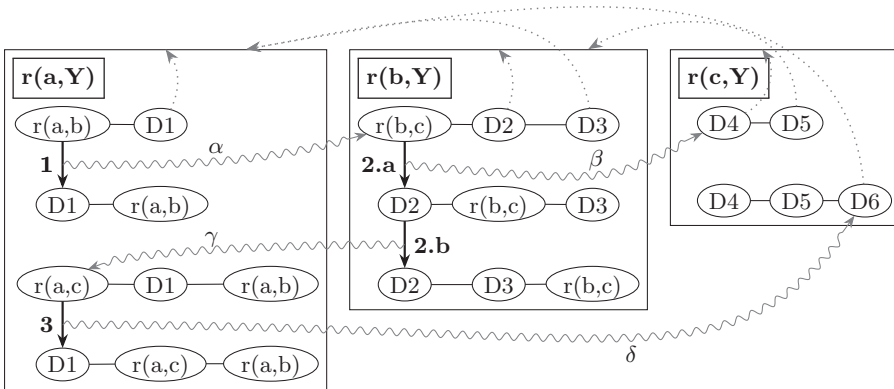 r(a,Y) r(b,Y) r(c,Y)
r(a,b) D1 r(b,c) D2 D3 D4 D5
1 α 2.a β
D1 r(a,b) D2 r(b,c) D3 D4 D5 D6
γ 2.b
r(a,c) D1 r(a,b) D2 D3 r(b,c)
3 δ
D1 r(a,c) r(a,b)